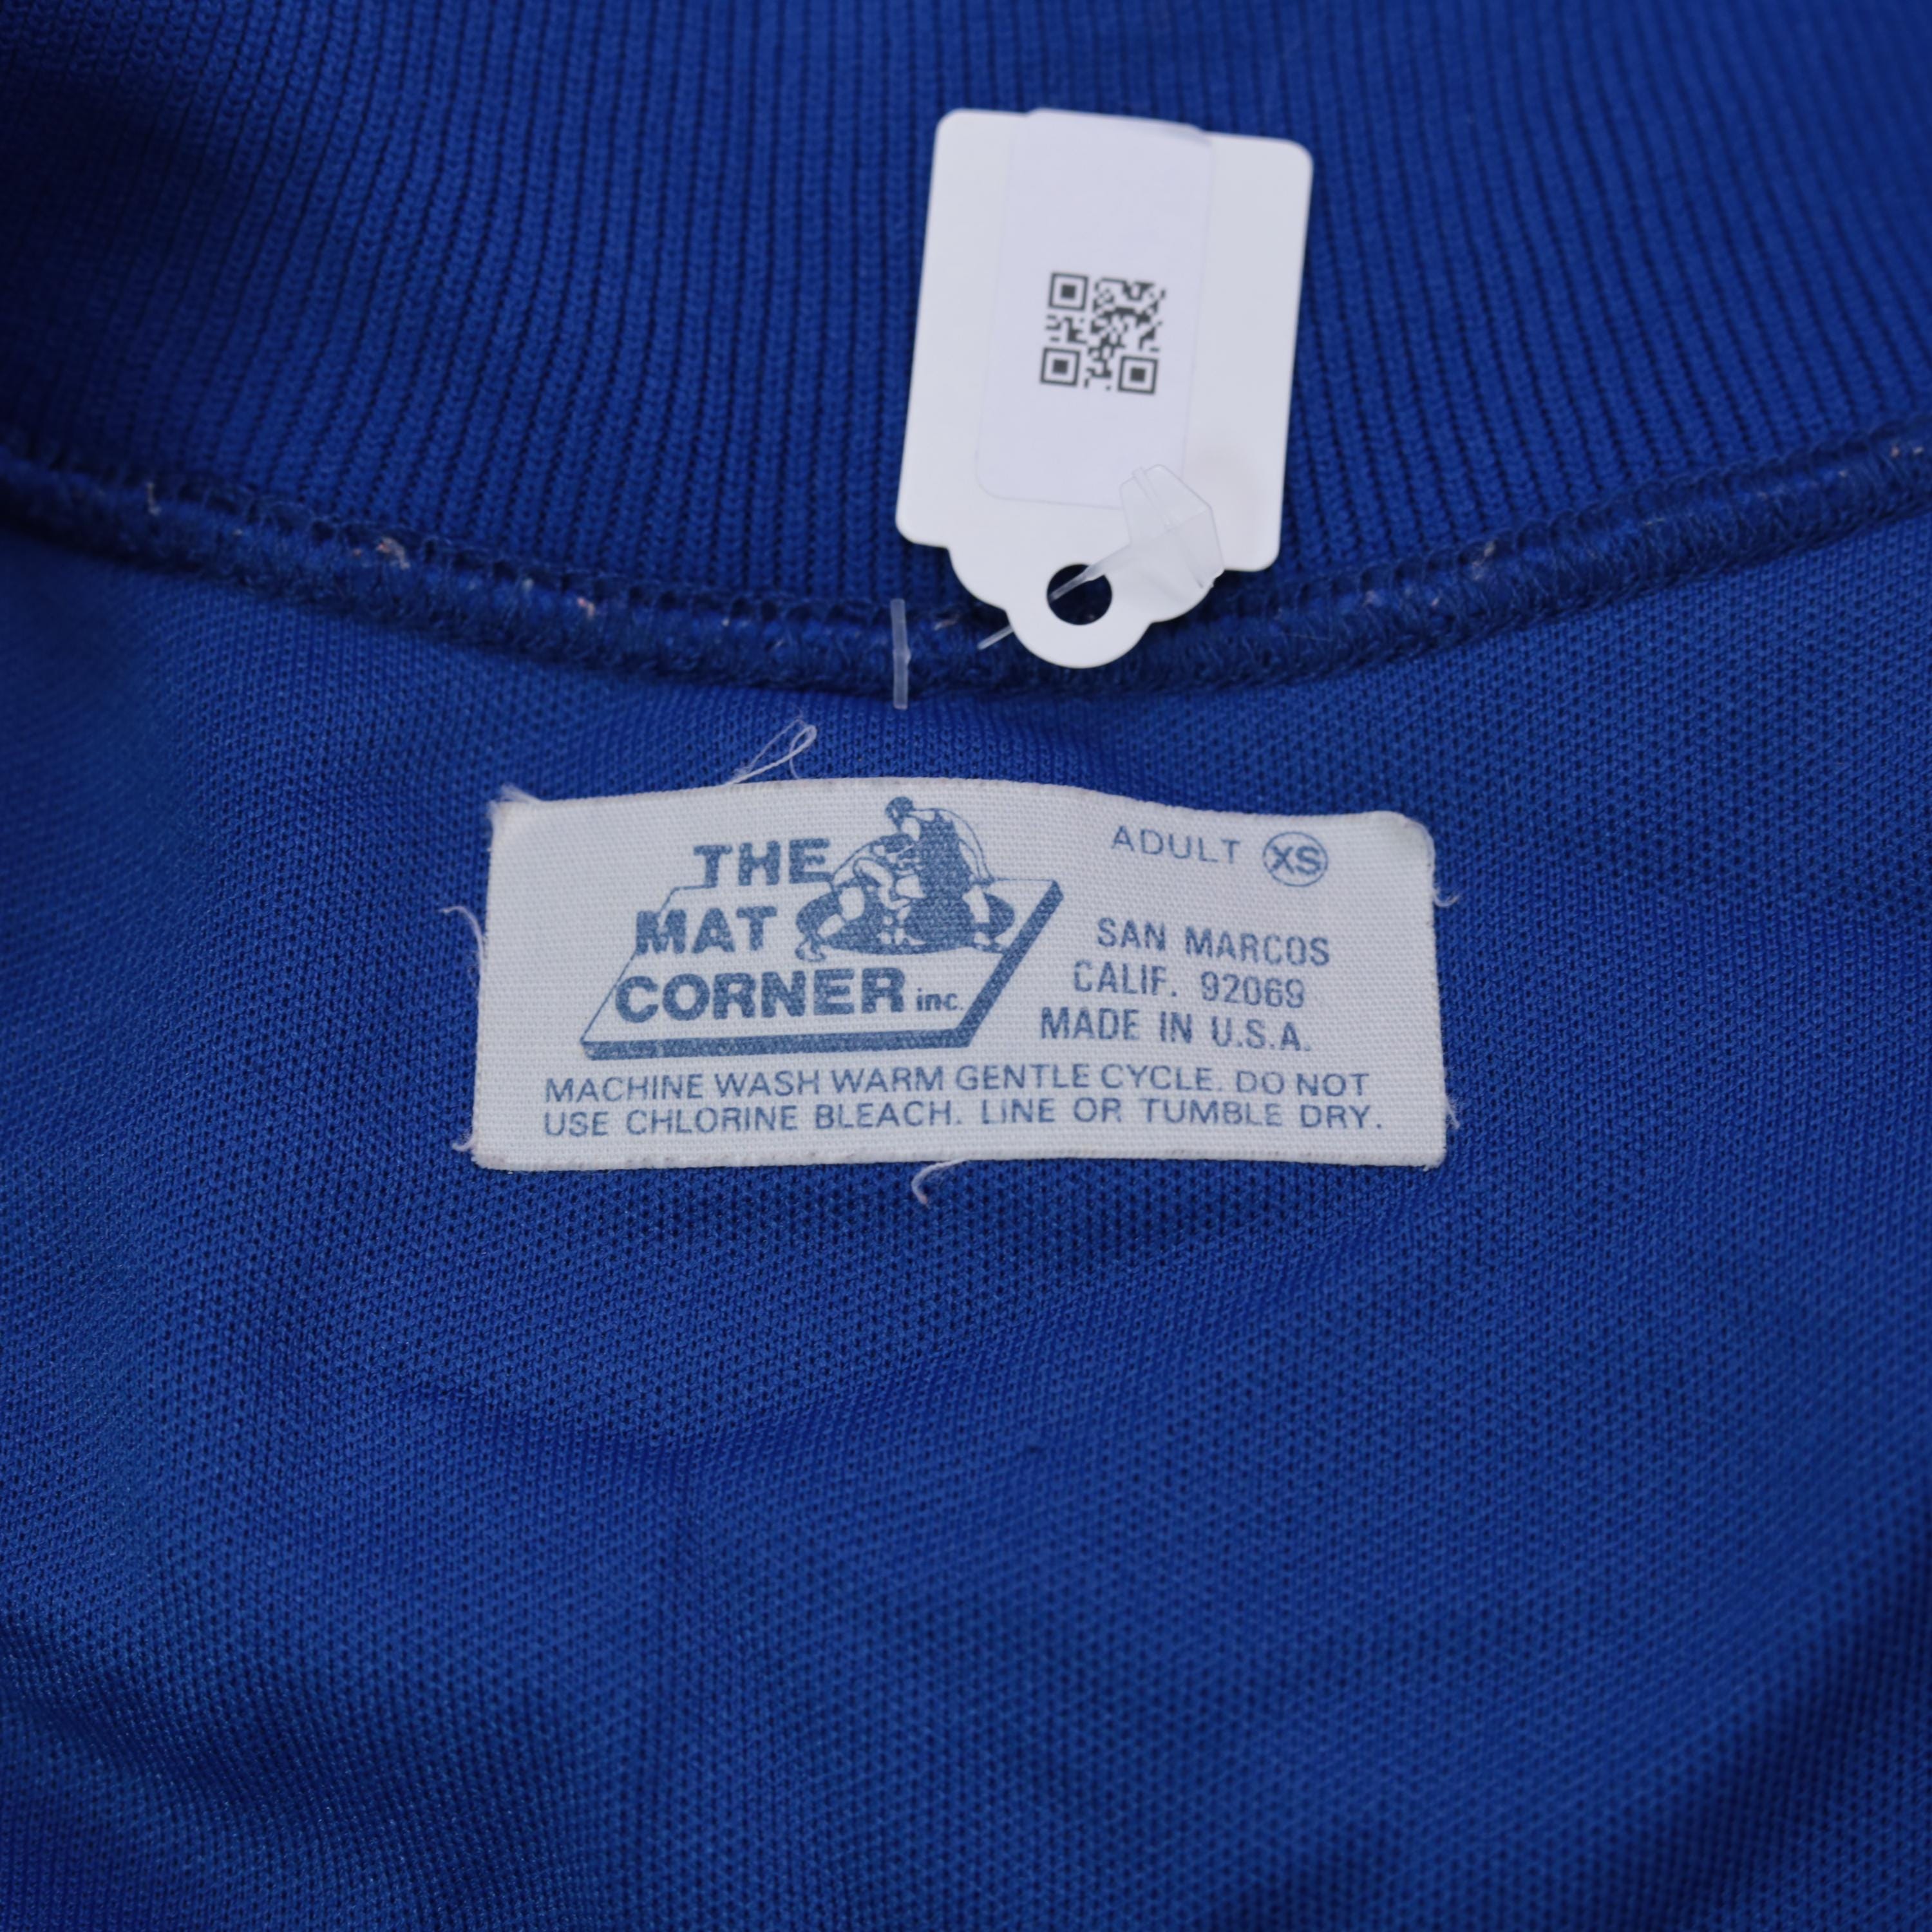 THE
MAT
CORNER inc.
ADULT XS
SAN MARCOS
CALIF. 92069
MADE IN U.S.A.
MACHINE WASH WARM GENTLE CYCLE. DO NOT
USE CHLORINE BLEACH. LINE OR TUMBLE DRY.